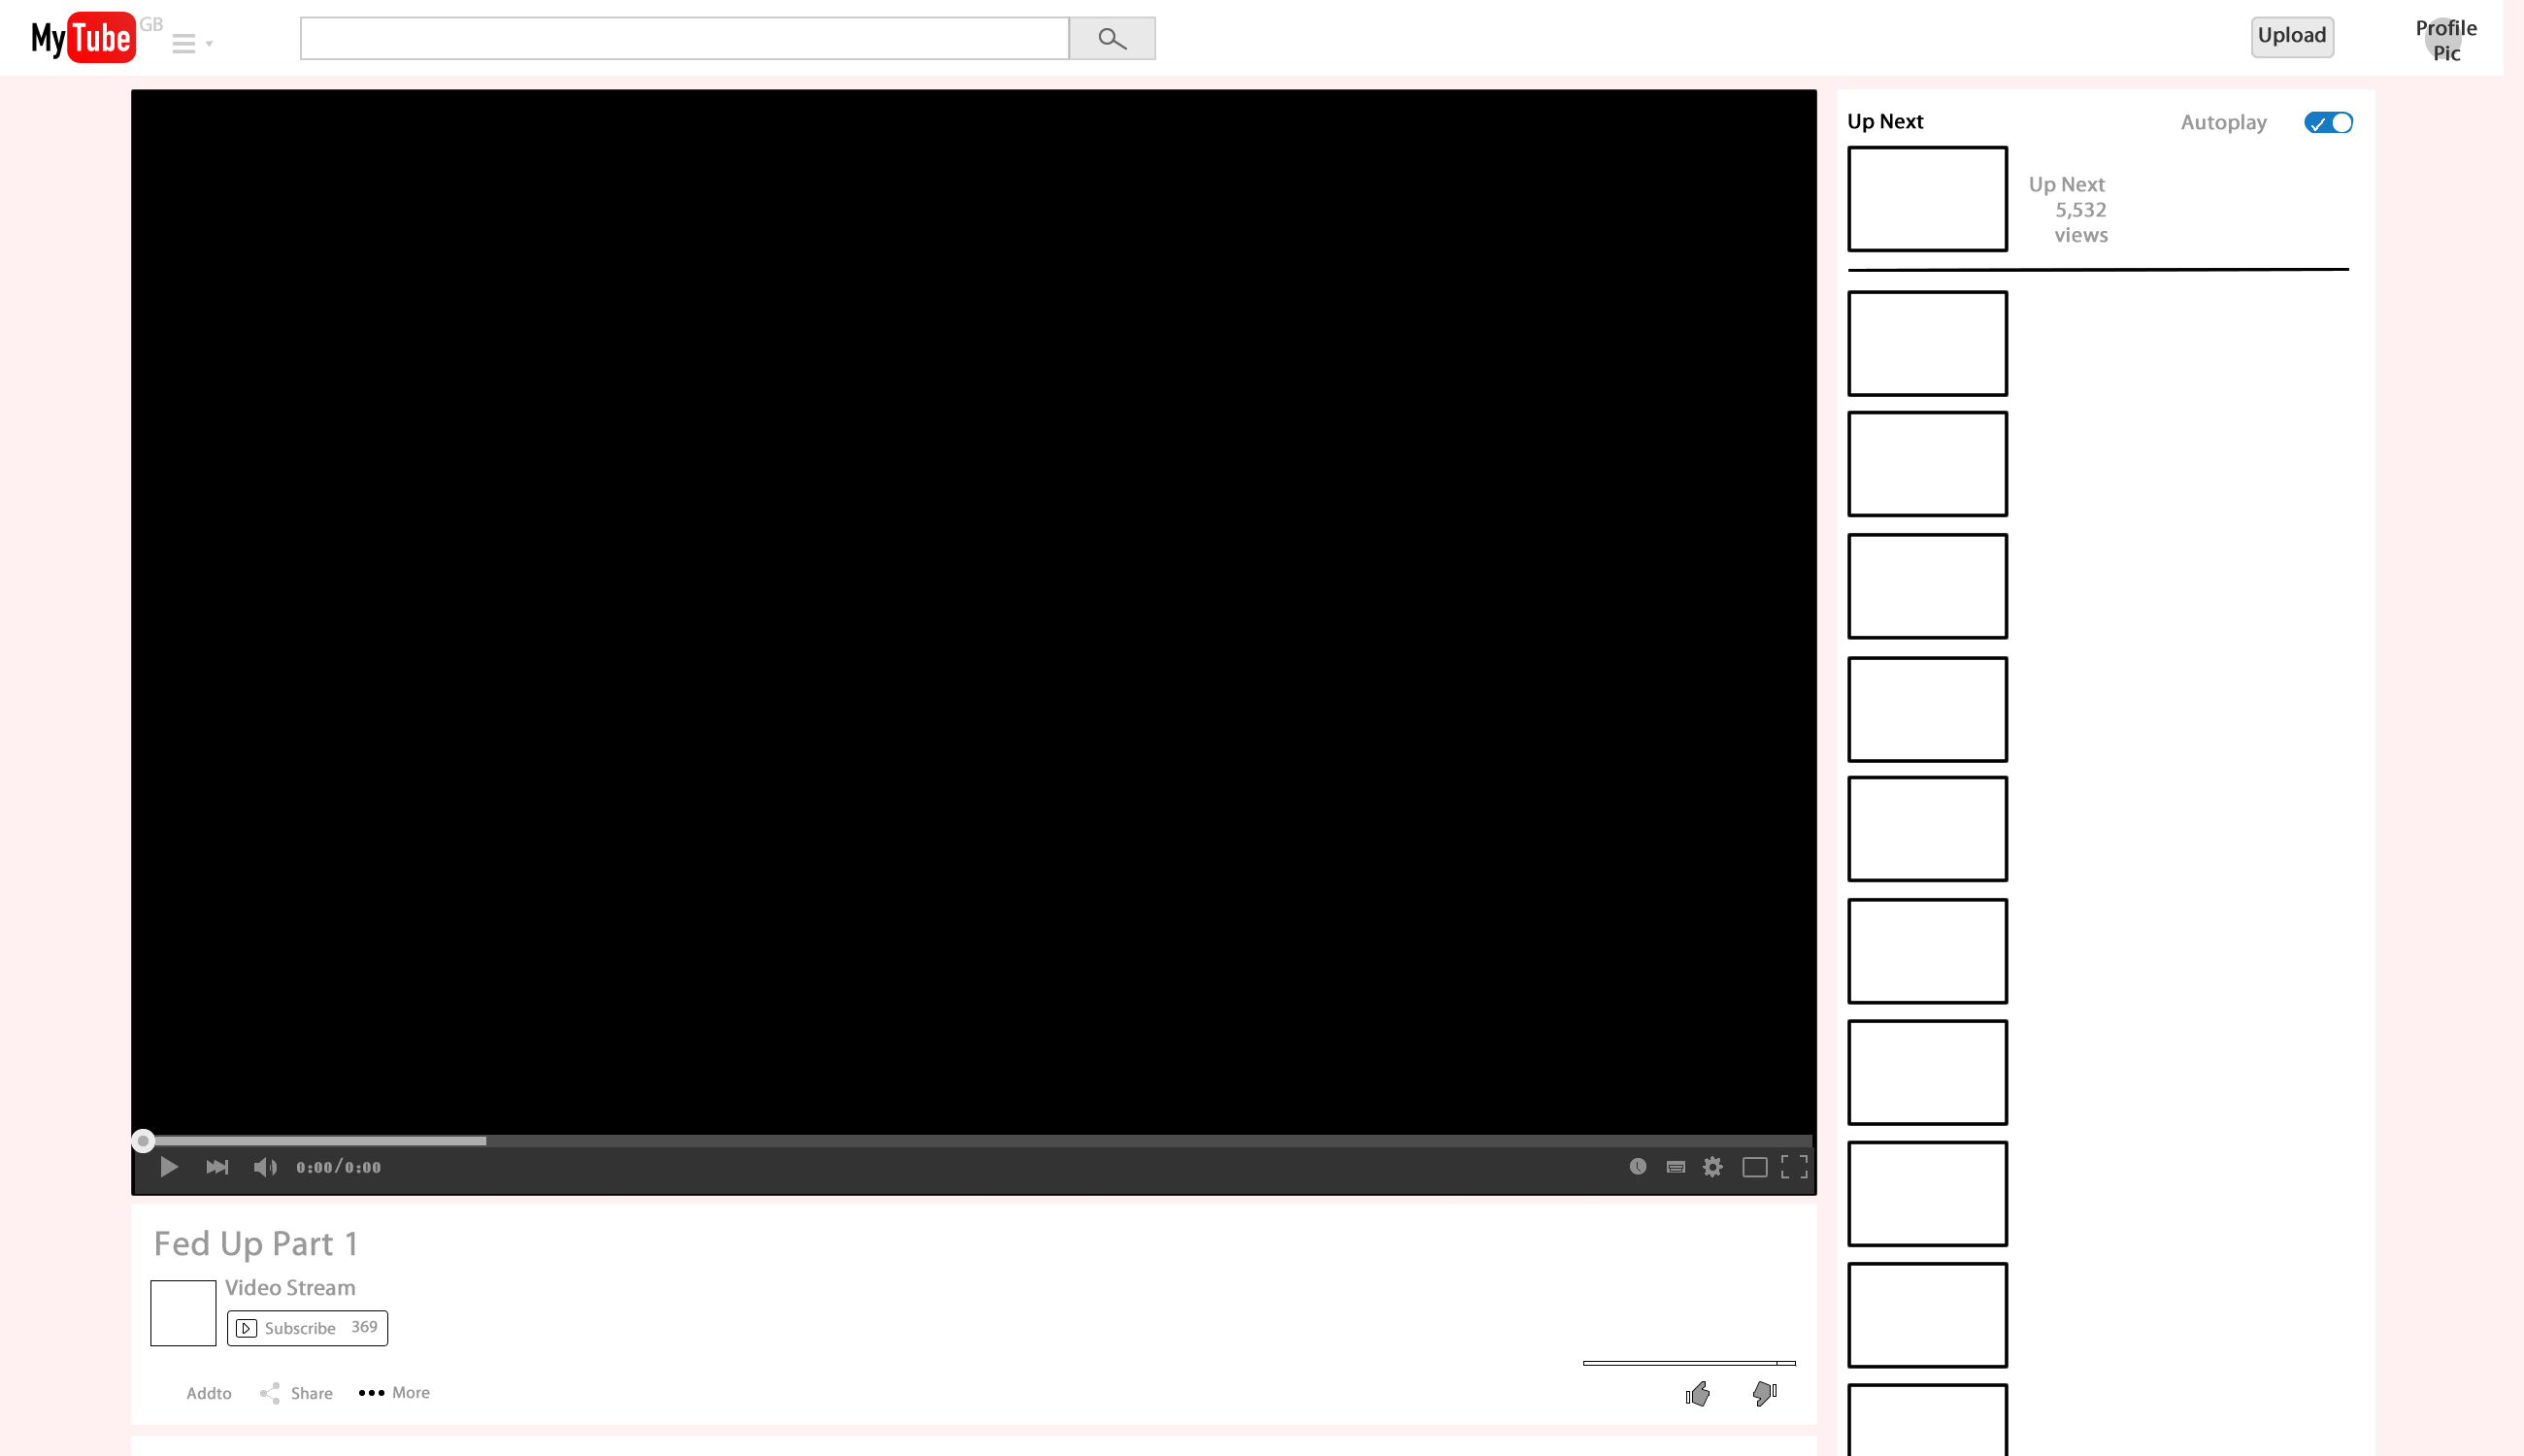 MyTube GB
Upload
Profile
Pic
Up Next
Autoplay
Up Next
5,532
views
0:00/0:00
Fed Up Part 1
Video Stream
Subscribe 369
Addto
Share
More